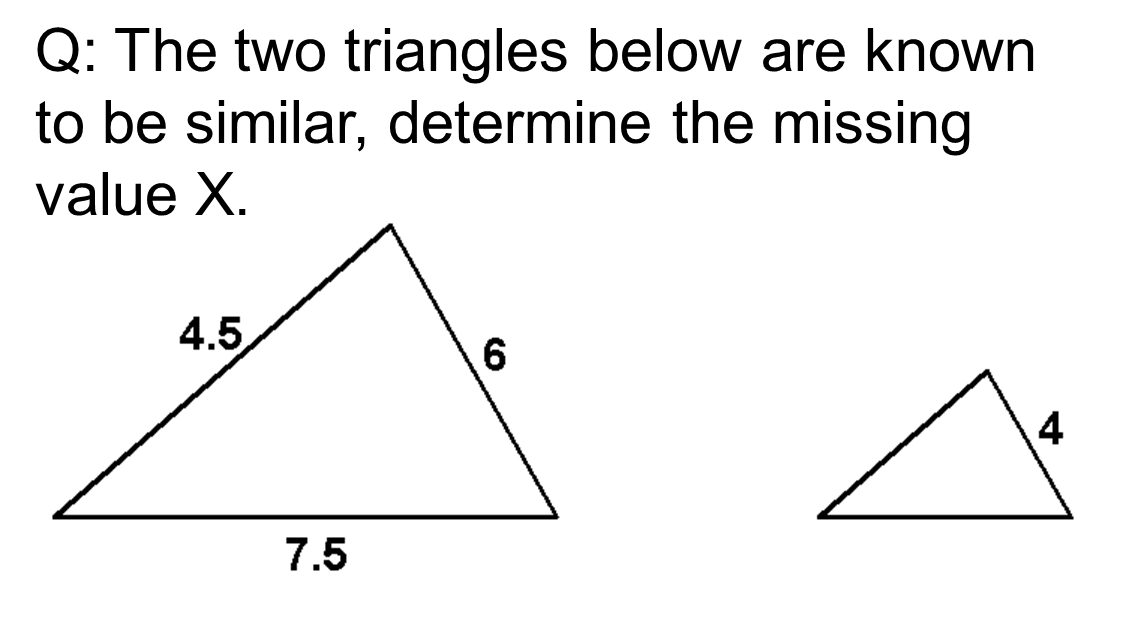 Q: The two triangles below are known
to be similar, determine the missing
value X.
4.5
6
4
7.5